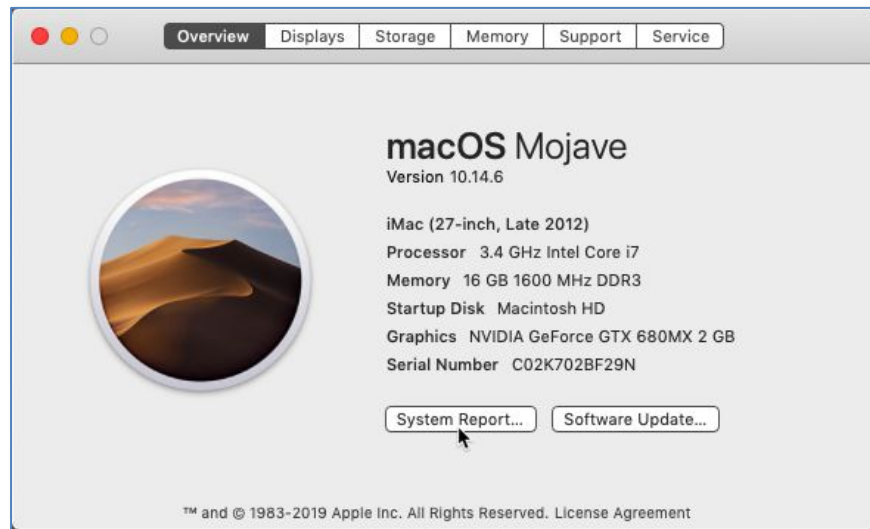 Overview Displays Storage Memory Support Service
macOS Mojave
Version 10.14.6
iMac (27-inch, Late 2012)
Processor 3.4 GHz Intel Core i7
Memory 16 GB 1600 MHz DDR3
Startup Disk Macintosh HD
Graphics NVIDIA GeForce GTX 680MX 2 GB
Serial Number C02K702BF29N
System Report... Software Update...
™ and © 1983-2019 Apple Inc. All Rights Reserved. License Agreement